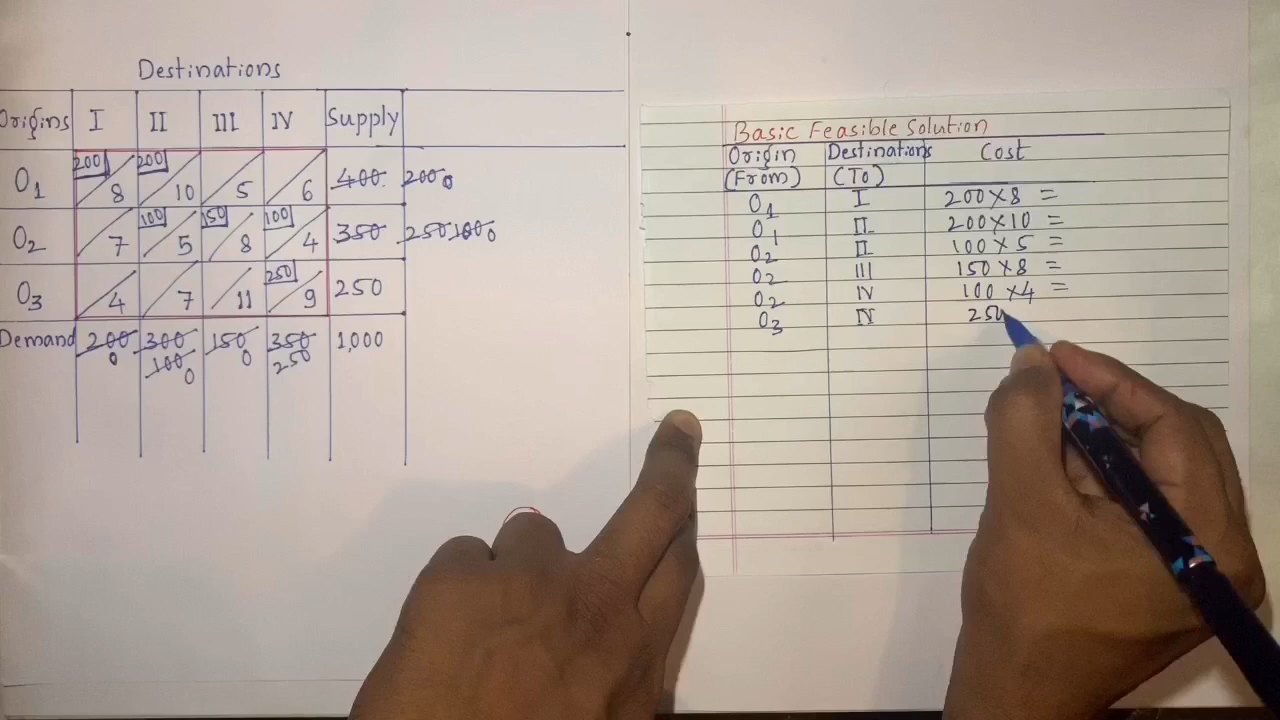 Destinations
Origins I II III IV Supply
O1 200 8 200 10 5 6 400 200 0
O2 7 100 5 150 8 100 4 350 250 100 0
O3 4 7 11 250 9 250
Demand 200 300 150 350 1,000
0 100 0 250
0
Basic Feasible Solution
Origin Destinations Cost
(From) (To)
O1 I 200×8 =
O1 II 200×10 =
O2 II 100×5 =
O2 III 150×8 =
O2 IV 100×4 =
O3 IV 250